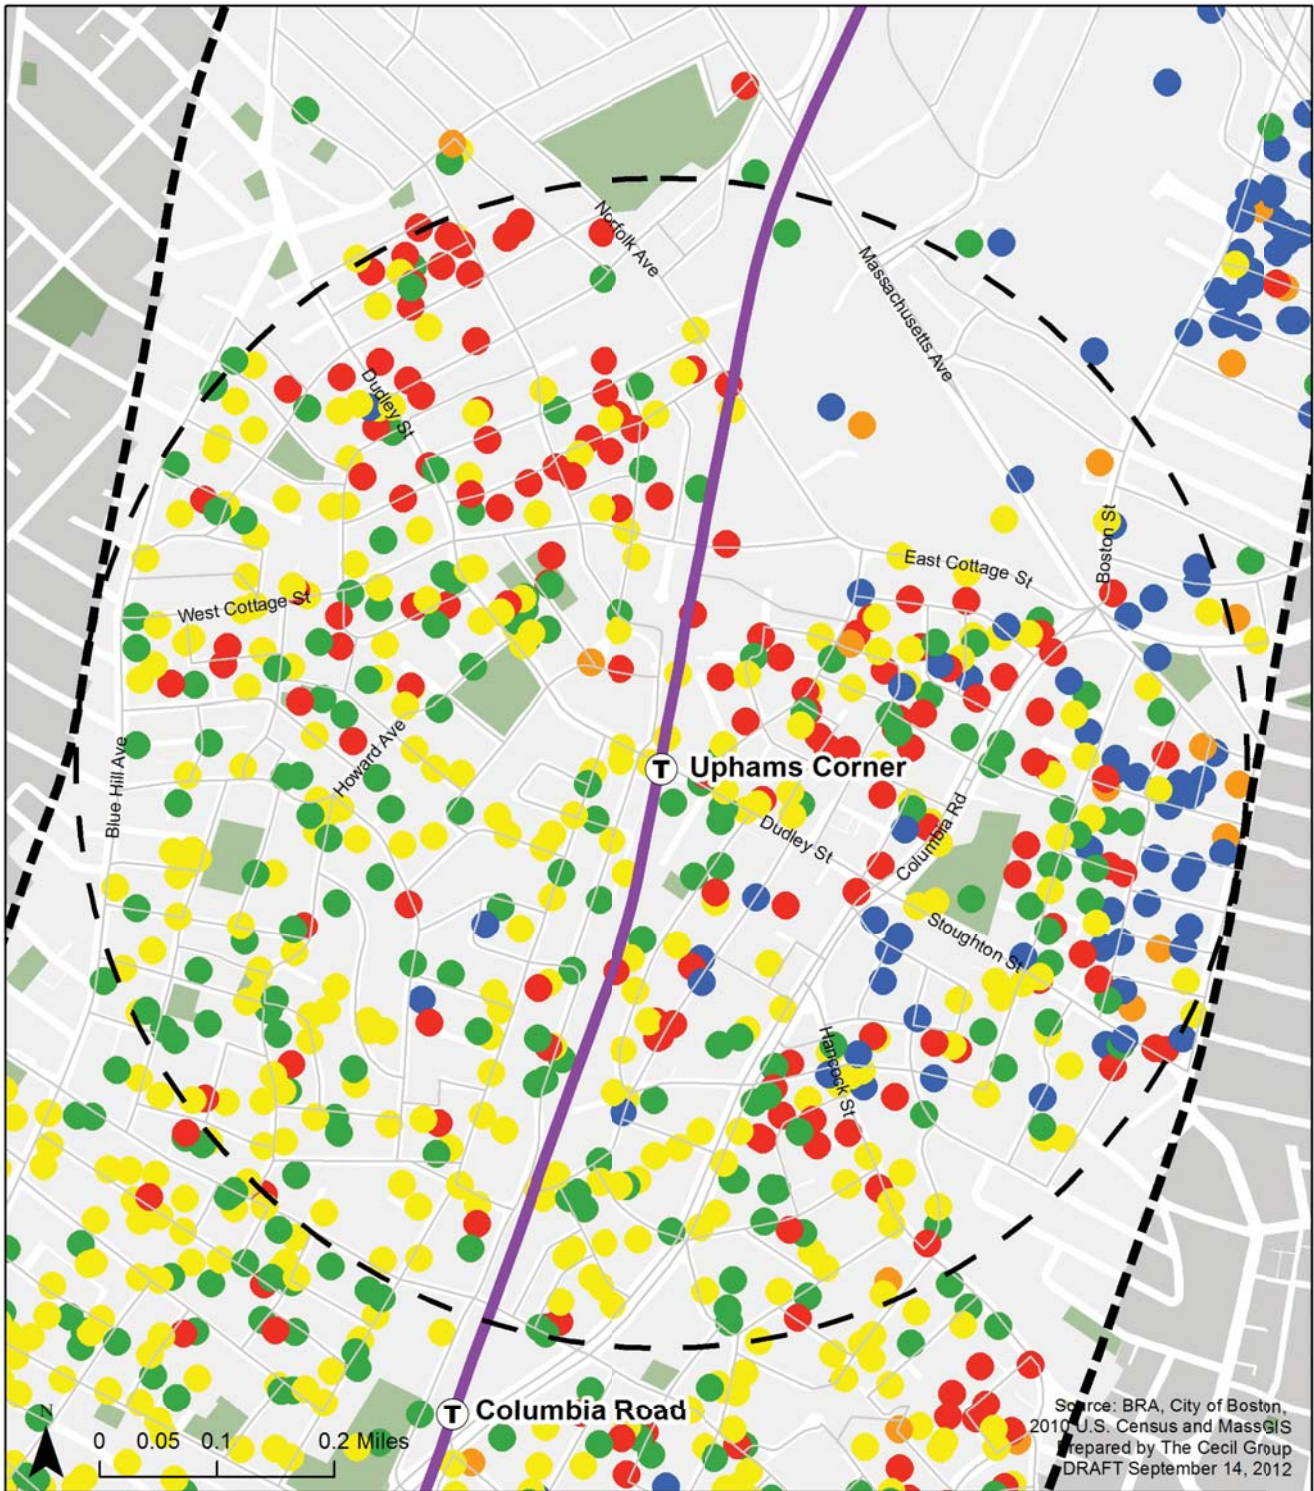 Norfolk Ave
Massachusetts Ave
Dudley St
Boston St
East Cottage St
West Cottage St
Howard Ave
Blue Hill Ave
T Uphams Corner
Dudley St
Columbia Rd
Stoughton St
Hancock St
T Columbia Road
N
0 0.05 0.1 0.2 Miles
Source: BRA, City of Boston,
2010 U.S. Census and MassGIS
Prepared by The Cecil Group
DRAFT September 14, 2012